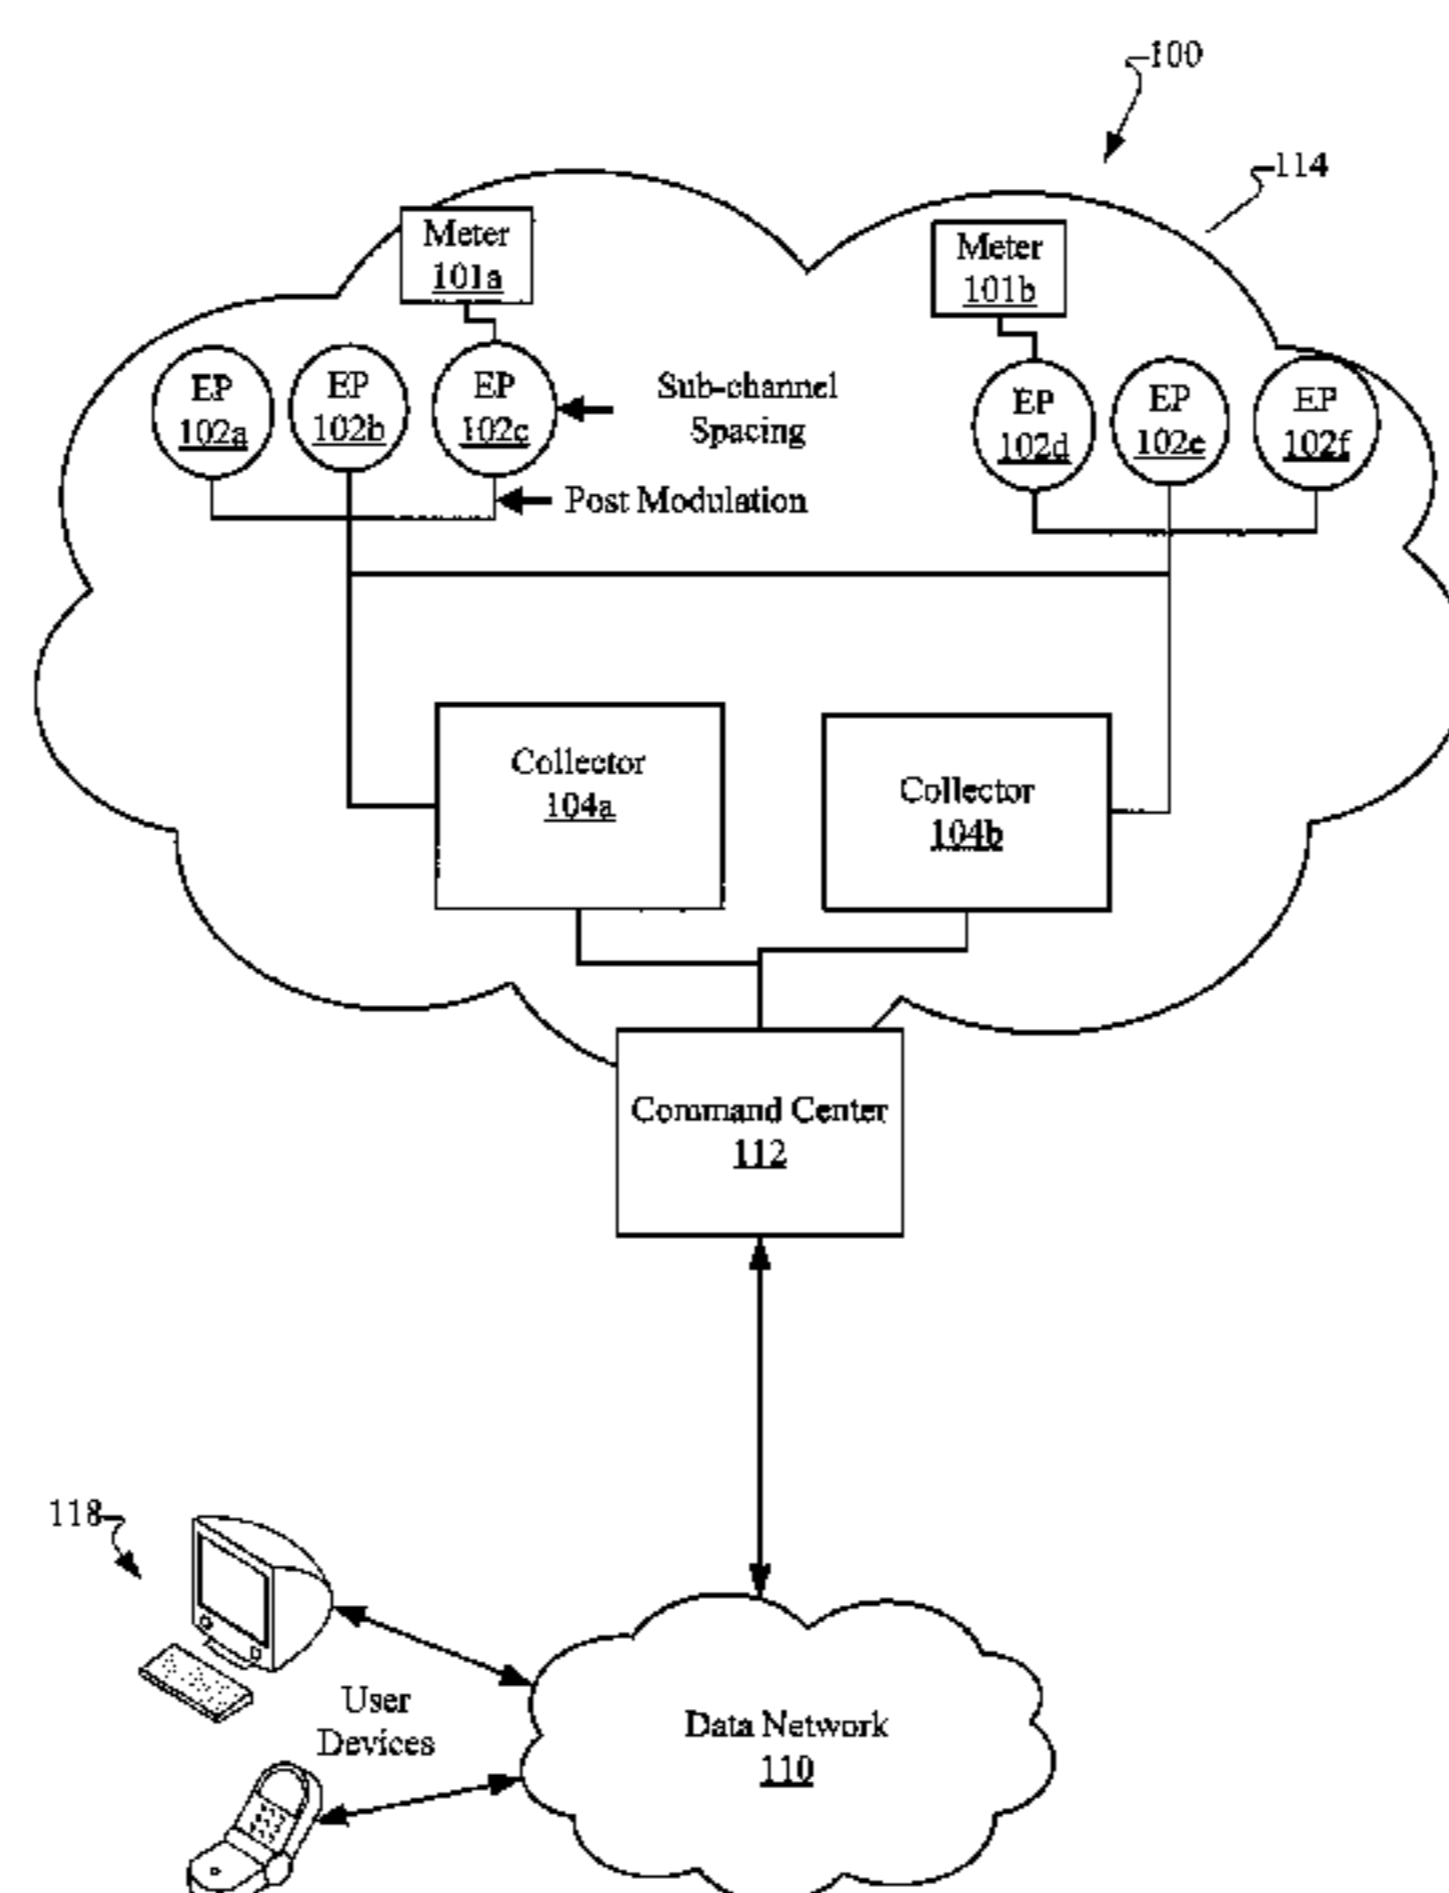 100
114
Meter
101a
Meter
101b
EP
102a
EP
102b
EP
102c
Sub-channel
Spacing
EP
102d
EP
102e
EP
102f
Post Modulation
Collector
104a
Collector
104b
Command Center
112
118
User
Devices
Data Network
110